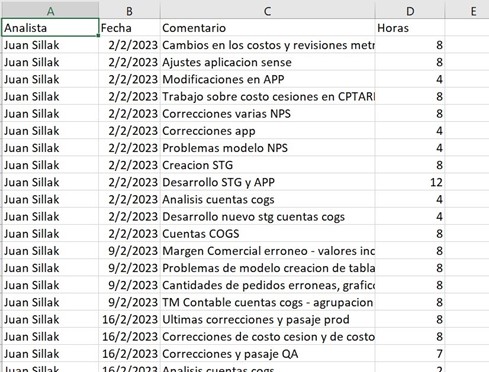 A B C D E
Analista Fecha Comentario Horas
Juan Sillak 2/2/2023 Cambios en los costos y revisiones metr 8
Juan Sillak 2/2/2023 Ajustes aplicacion sense 8
Juan Sillak 2/2/2023 Modificaciones en APP 4
Juan Sillak 2/2/2023 Trabajo sobre costo cesiones en CPTARI 8
Juan Sillak 2/2/2023 Correcciones varias NPS 8
Juan Sillak 2/2/2023 Correcciones app 4
Juan Sillak 2/2/2023 Problemas modelo NPS 4
Juan Sillak 2/2/2023 Creacion STG 8
Juan Sillak 2/2/2023 Desarrollo STG y APP 12
Juan Sillak 2/2/2023 Analisis cuentas cogs 4
Juan Sillak 2/2/2023 Desarrollo nuevo stg cuentas cogs 4
Juan Sillak 2/2/2023 Cuentas COGS 8
Juan Sillak 9/2/2023 Margen Comercial erroneo - valores inc 8
Juan Sillak 9/2/2023 Problemas de modelo creacion de tabla 8
Juan Sillak 9/2/2023 Cantidades de pedidos erroneas, grafic 8
Juan Sillak 9/2/2023 TM Contable cuentas cogs - agrupacion 8
Juan Sillak 16/2/2023 Ultimas correcciones y pasaje prod 8
Juan Sillak 16/2/2023 Correcciones de costo cesion y de costo 8
Juan Sillak 16/2/2023 Correcciones y pasaje QA 7
Juan Sillak 16/2/2023 Analisis cuentas cogs 2